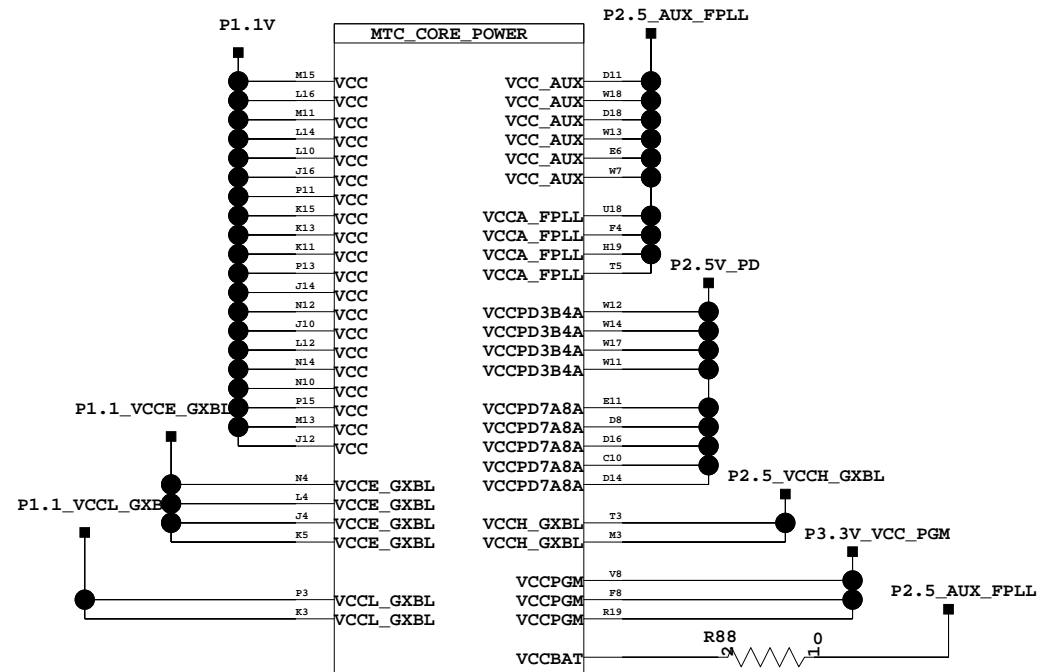 P1.1V
MTC_CORE_POWER
P2.5_AUX_FPLL
M15 VCC
L16 VCC
M11 VCC
L14 VCC
L10 VCC
J16 VCC
P11 VCC
K15 VCC
K13 VCC
K11 VCC
P13 VCC
J14 VCC
N12 VCC
J10 VCC
L12 VCC
N14 VCC
N10 VCC
P15 VCC
M13 VCC
J12 VCC
P1.1_VCCE_GXBL
N4 VCCE_GXBL
L4 VCCE_GXBL
J4 VCCE_GXBL
K5 VCCE_GXBL
P1.1_VCCL_GXB
P3 VCCL_GXBL
K3 VCCL_GXBL
VCC_AUX D11
VCC_AUX W18
VCC_AUX D18
VCC_AUX W13
VCC_AUX E6
VCC_AUX W7
VCCA_FPLL U18
VCCA_FPLL F4
VCCA_FPLL H19
VCCA_FPLL T5
P2.5V_PD
VCCPD3B4A W12
VCCPD3B4A W14
VCCPD3B4A W17
VCCPD3B4A W11
VCCPD7A8A E11
VCCPD7A8A D8
VCCPD7A8A D16
VCCPD7A8A C10
VCCPD7A8A D14
P2.5_VCCH_GXBL
VCCH_GXBL T3
VCCH_GXBL M3
P3.3V_VCC_PGM
VCCPGM V8
VCCPGM F8
VCCPGM R19
P2.5_AUX_FPLL
VCCBAT
R88
2
10